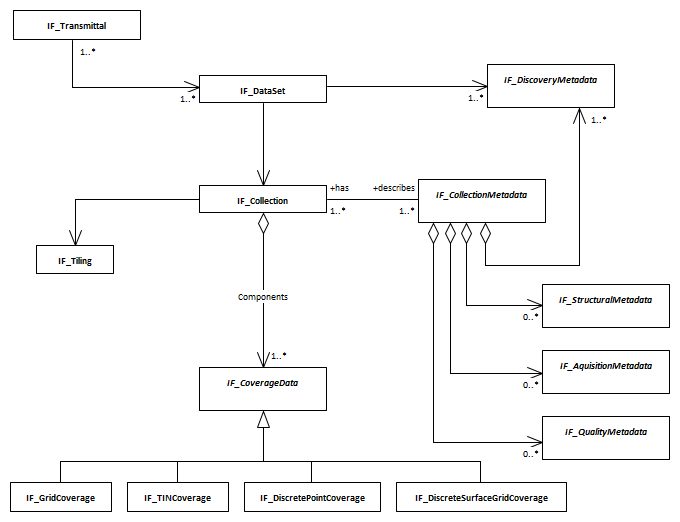 IF_Transmittal
1..*
1..*
IF_DataSet
1..*
IF_DiscoveryMetadata
1..*
IF_Collection
+has
1..*
+describes
1..*
IF_CollectionMetadata
IF_Tiling
Components
1..*
IF_StructuralMetadata
0..*
IF_CoverageData
IF_AquisitionMetadata
0..*
IF_QualityMetadata
0..*
IF_GridCoverage
IF_TINCoverage
IF_DiscretePointCoverage
IF_DiscreteSurfaceGridCoverage